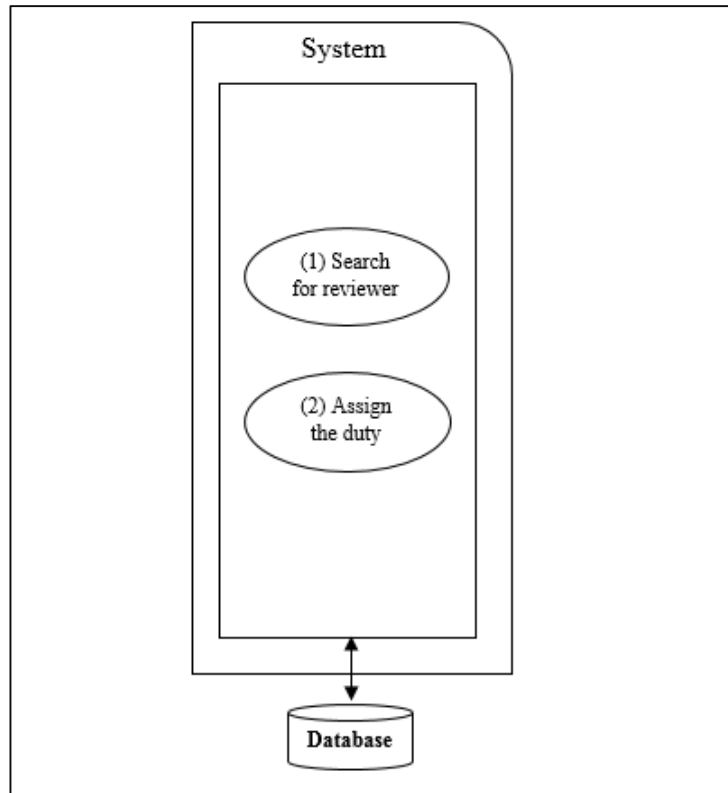 System
(1) Search
for reviewer
(2) Assign
the duty
Database